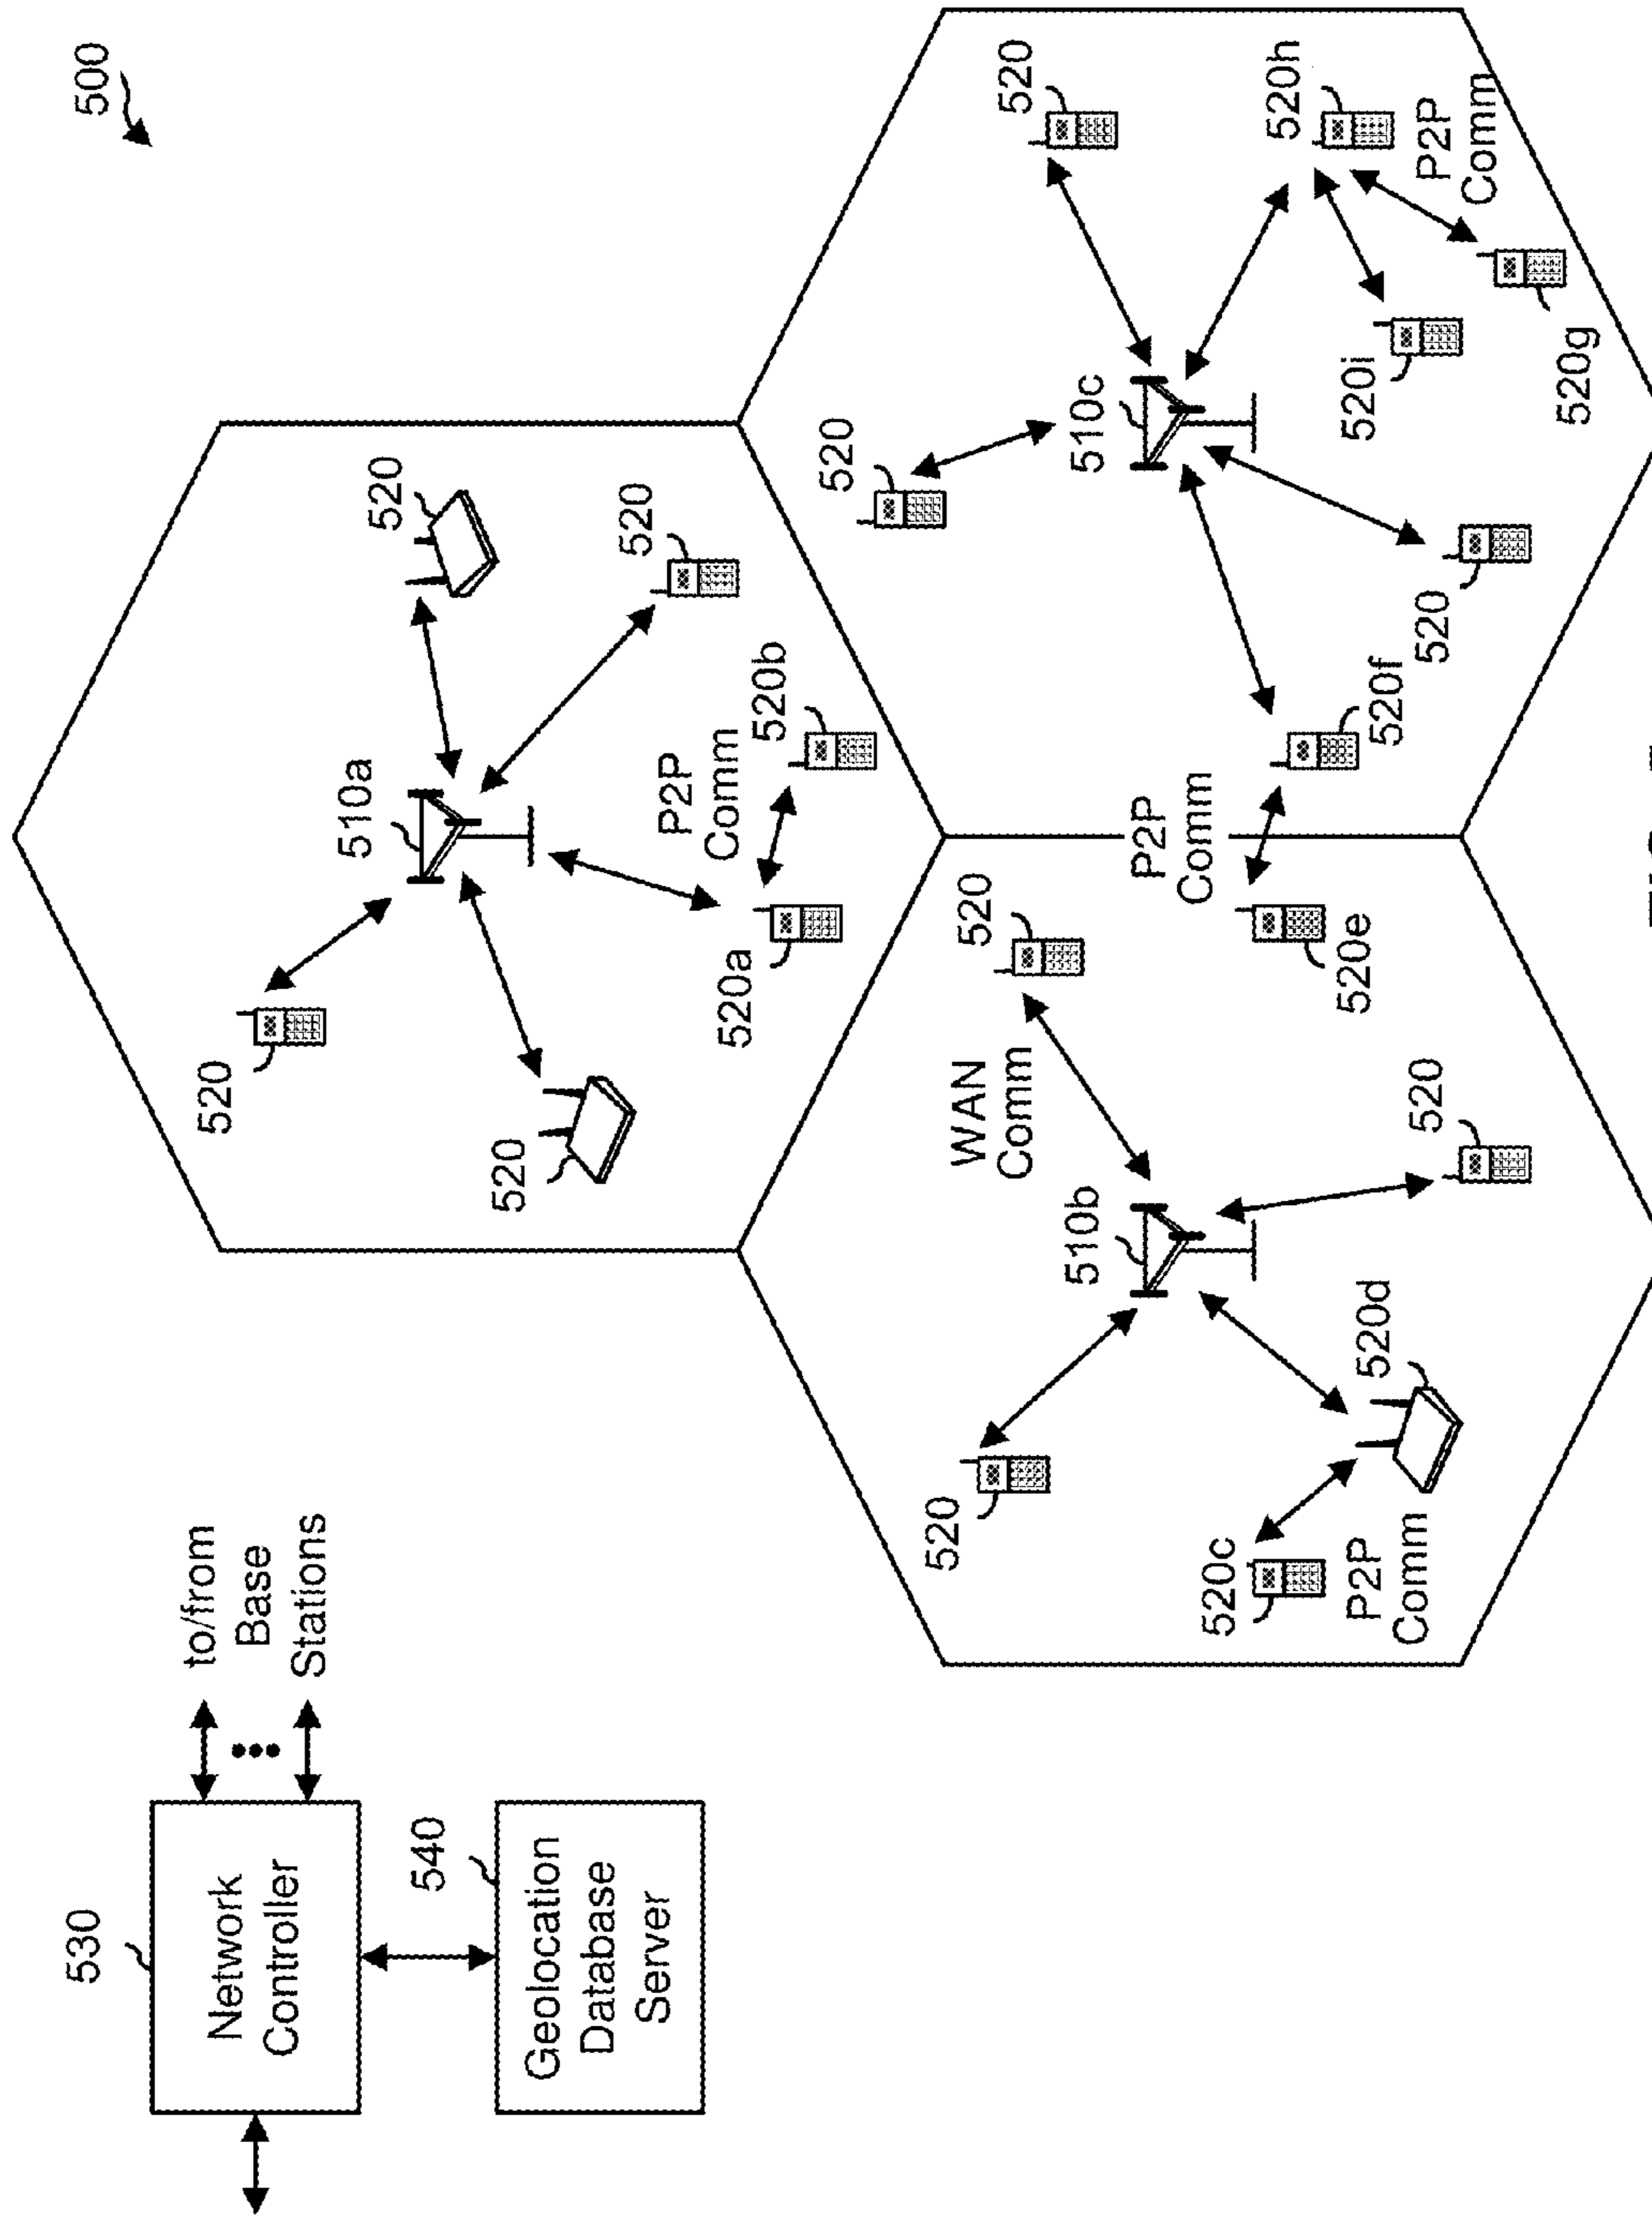 500
530
Network
Controller
to/from
Base
Stations
540
Geolocation
Database
Server
520
510a
520
520
520
520a
P2P
Comm
520b
520
WAN
Comm
520
510b
520c
P2P
Comm
520d
520
520e
P2P
Comm
520f
520
520
510c
520
520h
P2P
Comm
520i
520g